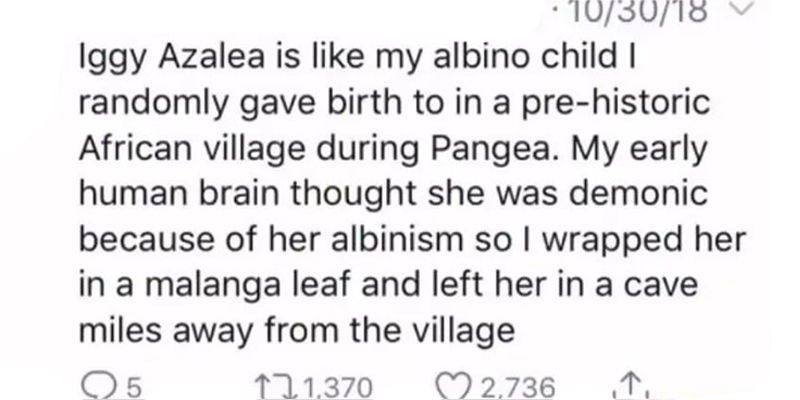 · 10/30/18
Iggy Azalea is like my albino child I
randomly gave birth to in a pre-historic
African village during Pangea. My early
human brain thought she was demonic
because of her albinism so I wrapped her
in a malanga leaf and left her in a cave
miles away from the village
5 1,370 2,736